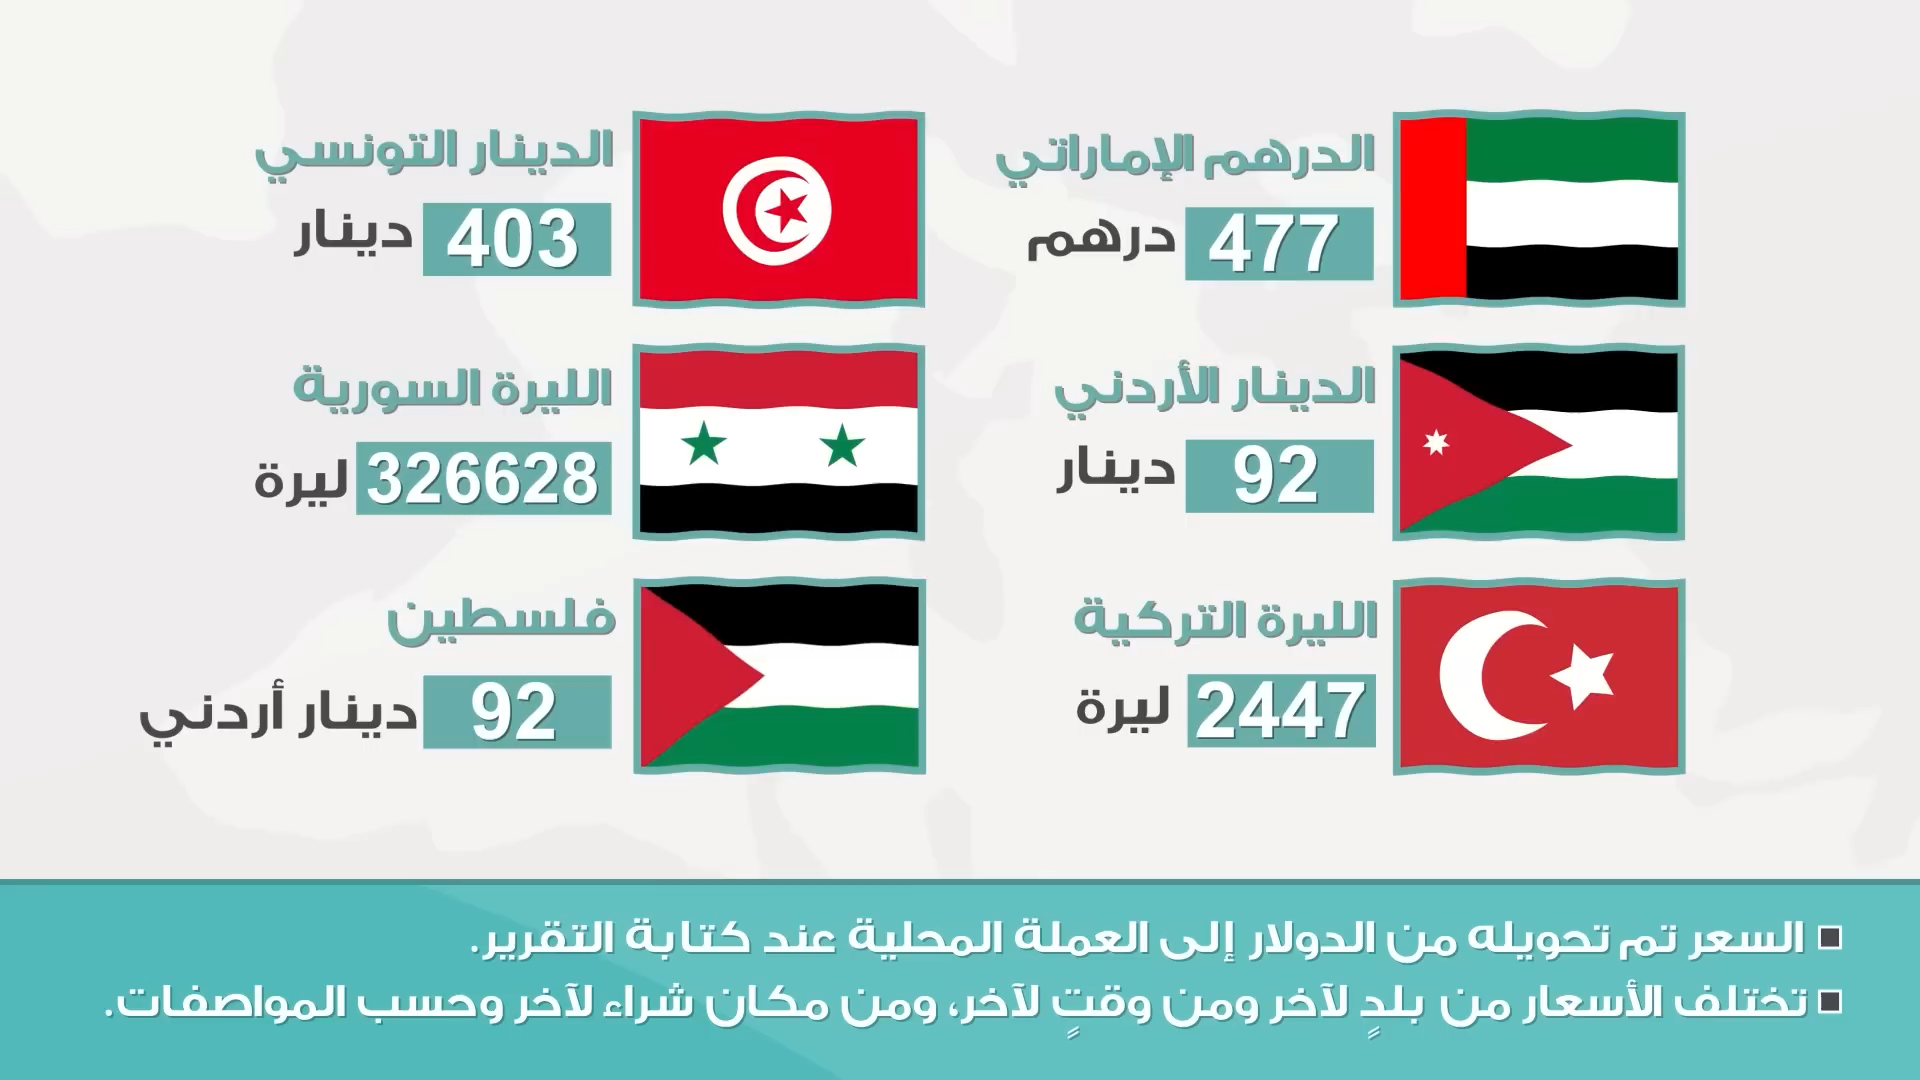 الدرهم الإماراتي
477 درهم
الدينار التونسي
403 دينار
الدينار الأردني
92 دينار
الليرة السورية
326628 ليرة
الليرة التركية
2447 ليرة
فلسطين
92 دينار أردني
السعر تم تحويله من الدولار إلى العملة المحلية عند كتابة التقرير.
تختلف الأسعار من بلدٍ لآخر ومن وقتٍ لآخر، ومن مكان شراء لآخر وحسب المواصفات.